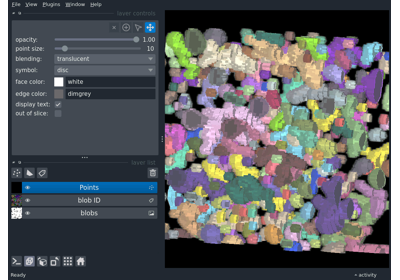 File View Plugins Window Help
layer controls
opacity: 1.00
point size: 10
blending: translucent
symbol: disc
face color: white
edge color: dimgrey
display text:
out of slice:
layer list
Points
blob ID
blobs
Ready
activity